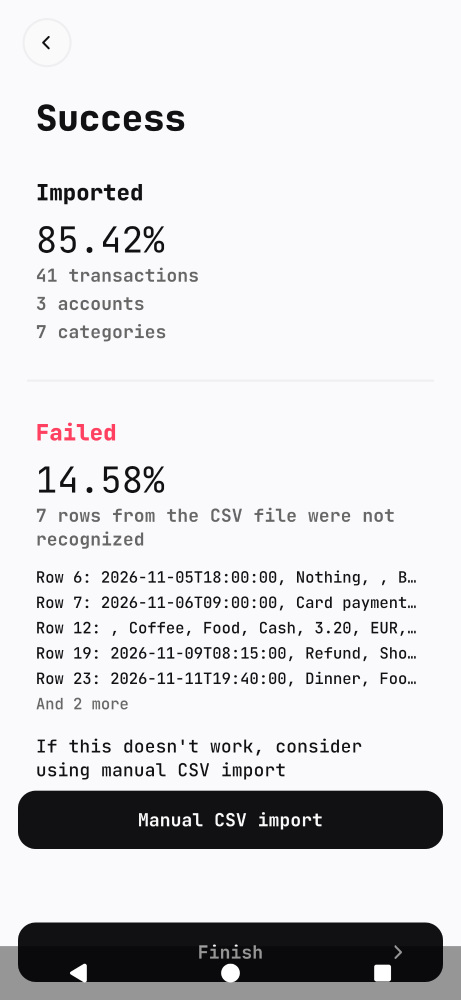 Success
Imported
85.42%
41 transactions
3 accounts
7 categories
Failed
14.58%
7 rows from the CSV file were not
recognized
Row 6: 2026-11-05T18:00:00, Nothing, , B…
Row 7: 2026-11-06T09:00:00, Card payment…
Row 12: , Coffee, Food, Cash, 3.20, EUR,…
Row 19: 2026-11-09T08:15:00, Refund, Sho…
Row 23: 2026-11-11T19:40:00, Dinner, Foo…
And 2 more
If this doesn't work, consider
using manual CSV import
Manual CSV import
Finish